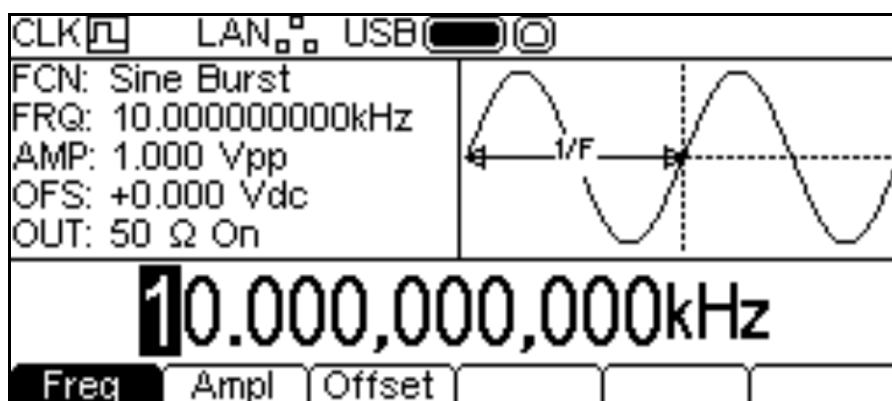 CLK LAN USB
FCN: Sine Burst
FRQ: 10.000000000kHz
AMP: 1.000 Vpp
OFS: +0.000 Vdc
OUT: 50 Ω On
1/F
10.000,000,000kHz
Freq Ampl Offset